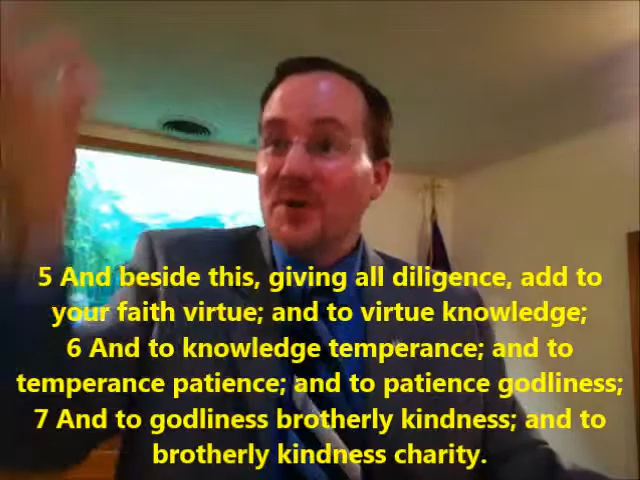 5 And beside this, giving all diligence, add to
your faith virtue; and to virtue knowledge;
6 And to knowledge temperance; and to
temperance patience; and to patience godliness;
7 And to godliness brotherly kindness; and to
brotherly kindness charity.